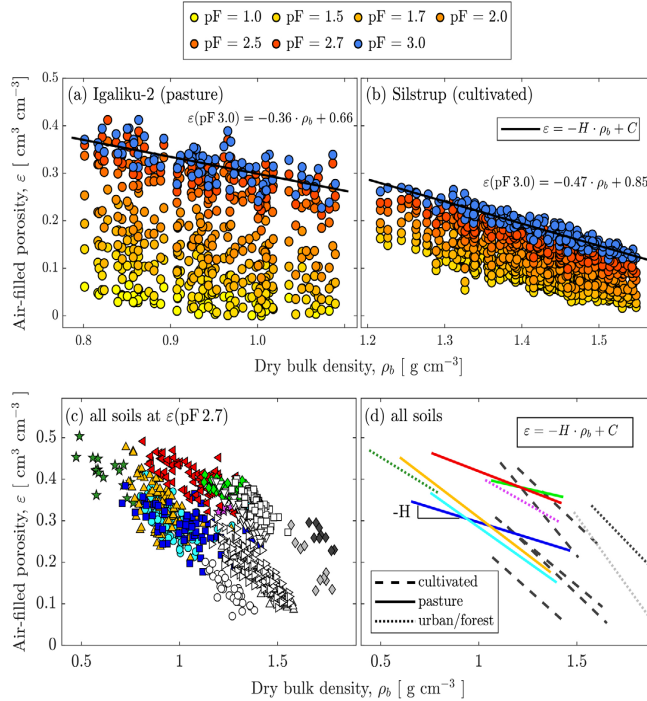 pF = 1.0 pF = 1.5 pF = 1.7 pF = 2.0
pF = 2.5 pF = 2.7 pF = 3.0
(a) Igaliku-2 (pasture)
ε(pF 3.0) = −0.36 · ρb + 0.66
Air-filled porosity, ε [ cm³ cm⁻³ ]
0.5
0.4
0.3
0.2
0.1
0
0.8 0.9 1.0 1.1
(b) Silstrup (cultivated)
ε = −H · ρb + C
ε(pF 3.0) = −0.47 · ρb + 0.85
1.2 1.3 1.4 1.5
Dry bulk density, ρb [ g cm⁻³ ]
(c) all soils at ε(pF 2.7)
Air-filled porosity, ε [ cm³ cm⁻³ ]
0.5
0.4
0.3
0.2
0.1
0
0.5 1 1.5
(d) all soils
ε = −H · ρb + C
-H
cultivated
pasture
urban/forest
0.5 1 1.5
Dry bulk density, ρb [ g cm⁻³ ]